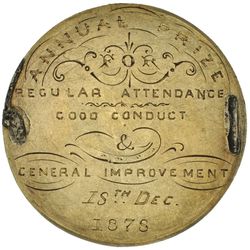 ANNUAL PRIZE
FOR
REGULAR ATTENDANCE
GOOD CONDUCT
&
GENERAL IMPROVEMENT
18TH DEC.
1878